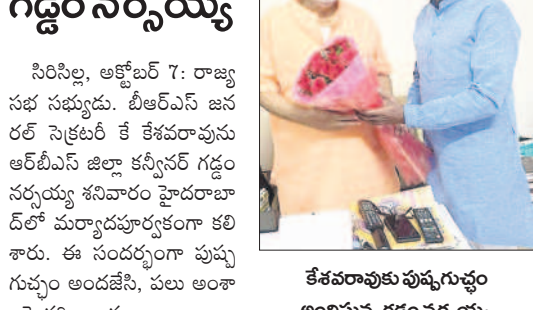 గడ్డం నర్సయ్య
సిరిసిల్ల, అక్టోబర్ 7: రాజ్య
సభ సభ్యుడు. బీఆర్ఎస్ జన
రల్ సెక్రటరీ కే కేశవరావును
ఆర్బీఎస్ జిల్లా కన్వీనర్ గడ్డం
నర్సయ్య శనివారం హైదరాబా
ద్‌లో మర్యాదపూర్వకంగా కలి
శారు. ఈ సందర్భంగా పుష్ప
గుచ్ఛం అందజేసి, పలు అంశా
కేశవరావుకు పుష్పగుచ్ఛం